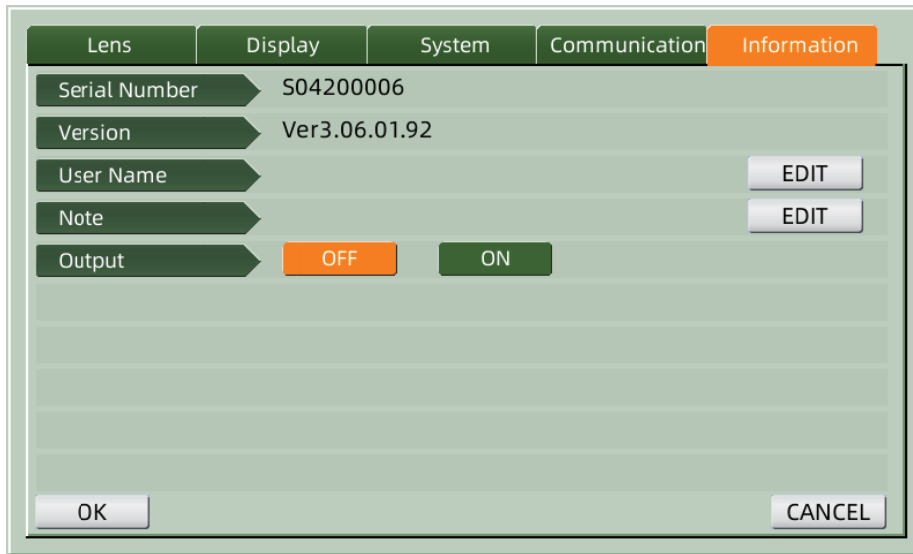 Lens Display System Communication Information
Serial Number S04200006
Version Ver3.06.01.92
User Name EDIT
Note EDIT
Output OFF ON
OK CANCEL